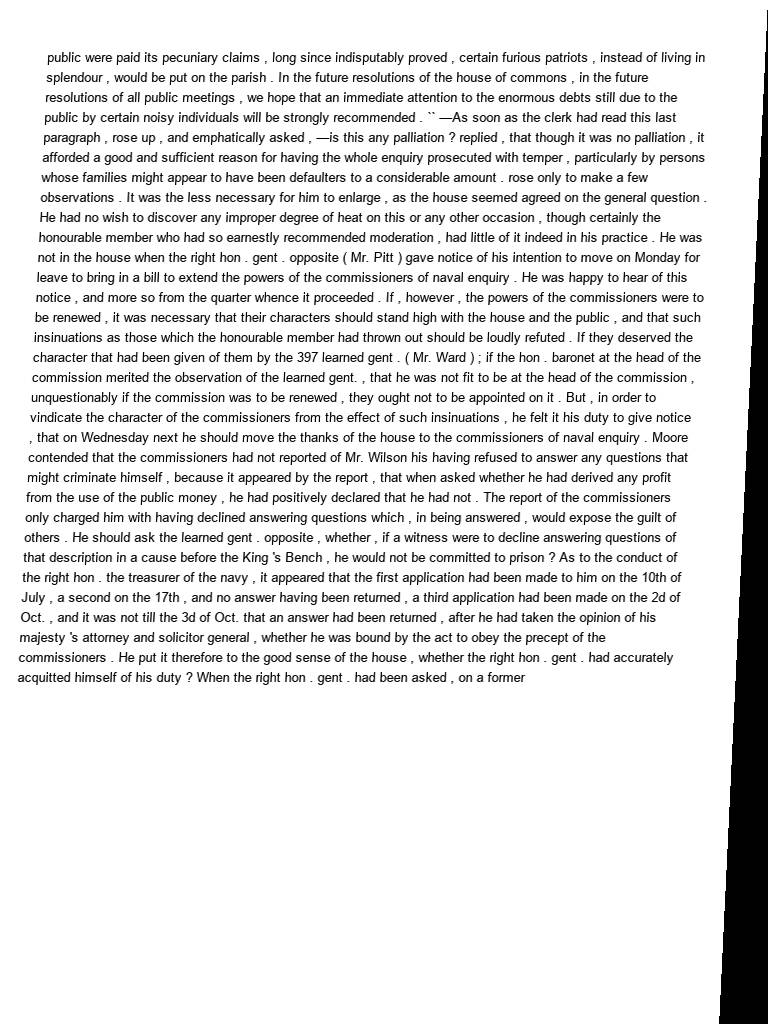 public were paid its pecuniary claims , long since indisputably proved , certain furious patriots , instead of living in
splendour , would be put on the parish . In the future resolutions of the house of commons , in the future
resolutions of all public meetings , we hope that an immediate attention to the enormous debts still due to the
public by certain noisy individuals will be strongly recommended . `` —As soon as the clerk had read this last
paragraph , rose up , and emphatically asked , —is this any palliation ? replied , that though it was no palliation , it
afforded a good and sufficient reason for having the whole enquiry prosecuted with temper , particularly by persons
whose families might appear to have been defaulters to a considerable amount . rose only to make a few
observations . It was the less necessary for him to enlarge , as the house seemed agreed on the general question .
He had no wish to discover any improper degree of heat on this or any other occasion , though certainly the
honourable member who had so earnestly recommended moderation , had little of it indeed in his practice . He was
not in the house when the right hon . gent . opposite ( Mr. Pitt ) gave notice of his intention to move on Monday for
leave to bring in a bill to extend the powers of the commissioners of naval enquiry . He was happy to hear of this
notice , and more so from the quarter whence it proceeded . If , however , the powers of the commissioners were to
be renewed , it was necessary that their characters should stand high with the house and the public , and that such
insinuations as those which the honourable member had thrown out should be loudly refuted . If they deserved the
character that had been given of them by the 397 learned gent . ( Mr. Ward ) ; if the hon . baronet at the head of the
commission merited the observation of the learned gent. , that he was not fit to be at the head of the commission ,
unquestionably if the commission was to be renewed , they ought not to be appointed on it . But , in order to
vindicate the character of the commissioners from the effect of such insinuations , he felt it his duty to give notice
, that on Wednesday next he should move the thanks of the house to the commissioners of naval enquiry . Moore
contended that the commissioners had not reported of Mr. Wilson his having refused to answer any questions that
might criminate himself , because it appeared by the report , that when asked whether he had derived any profit
from the use of the public money , he had positively declared that he had not . The report of the commissioners
only charged him with having declined answering questions which , in being answered , would expose the guilt of
others . He should ask the learned gent . opposite , whether , if a witness were to decline answering questions of
that description in a cause before the King 's Bench , he would not be committed to prison ? As to the conduct of
the right hon . the treasurer of the navy , it appeared that the first application had been made to him on the 10th of
July , a second on the 17th , and no answer having been returned , a third application had been made on the 2d of
Oct. , and it was not till the 3d of Oct. that an answer had been returned , after he had taken the opinion of his
majesty 's attorney and solicitor general , whether he was bound by the act to obey the precept of the
commissioners . He put it therefore to the good sense of the house , whether the right hon . gent . had accurately
acquitted himself of his duty ? When the right hon . gent . had been asked , on a former